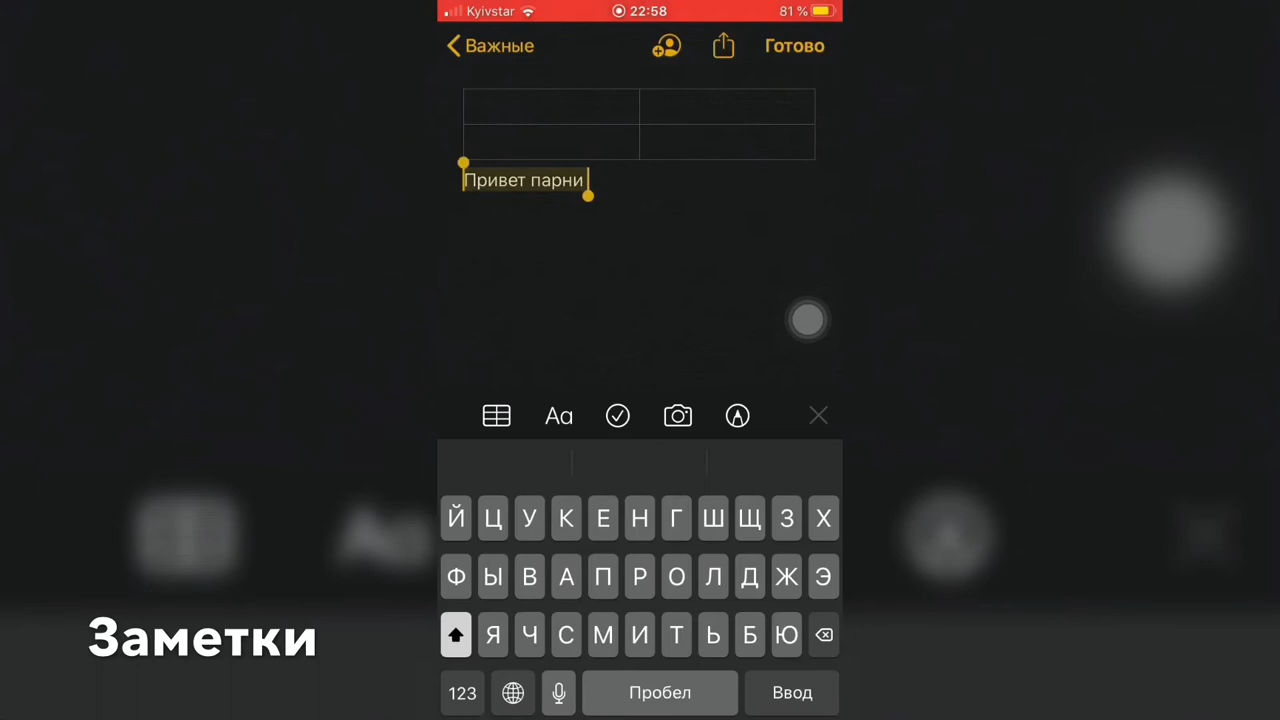 Kyivstar 22:58 81 %
Важные Готово
Привет парни
Aa
Й Ц У К Е Н Г Ш Щ З Х
Ф Ы В А П Р О Л Д Ж Э
Я Ч С М И Т Ь Б Ю
123 Пробел Ввод
Заметки